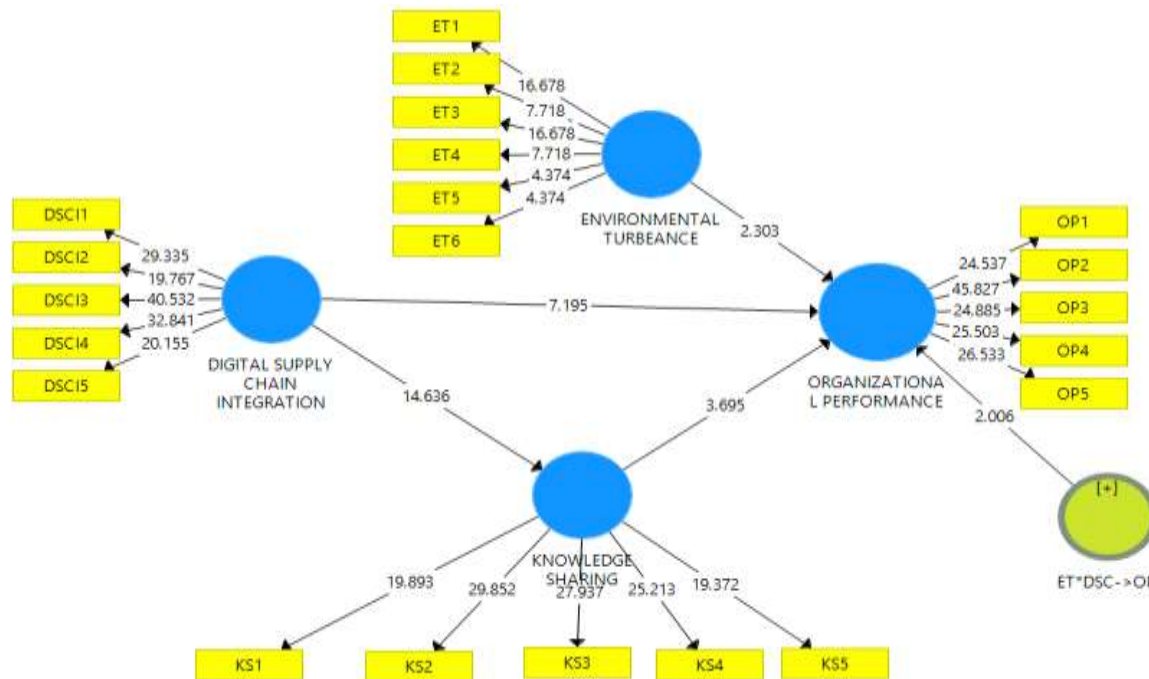 ET1
ET2
ET3
ET4
ET5
ET6
16.678
7.718
16.678
7.718
4.374
4.374
ENVIRONMENTAL
TURBEANCE
2.303
DSCI1
DSCI2
DSCI3
DSCI4
DSCI5
29.335
19.767
40.532
32.841
20.155
DIGITAL SUPPLY
CHAIN
INTEGRATION
7.195
14.636
OP1
OP2
OP3
OP4
OP5
24.537
45.827
24.885
25.503
26.533
ORGANIZATIONA
L PERFORMANCE
3.695
2.006
[+]
ET*DSC->OP
KNOWLEDGE
SHARING
19.893
29.852
27.937
25.213
19.372
KS1
KS2
KS3
KS4
KS5